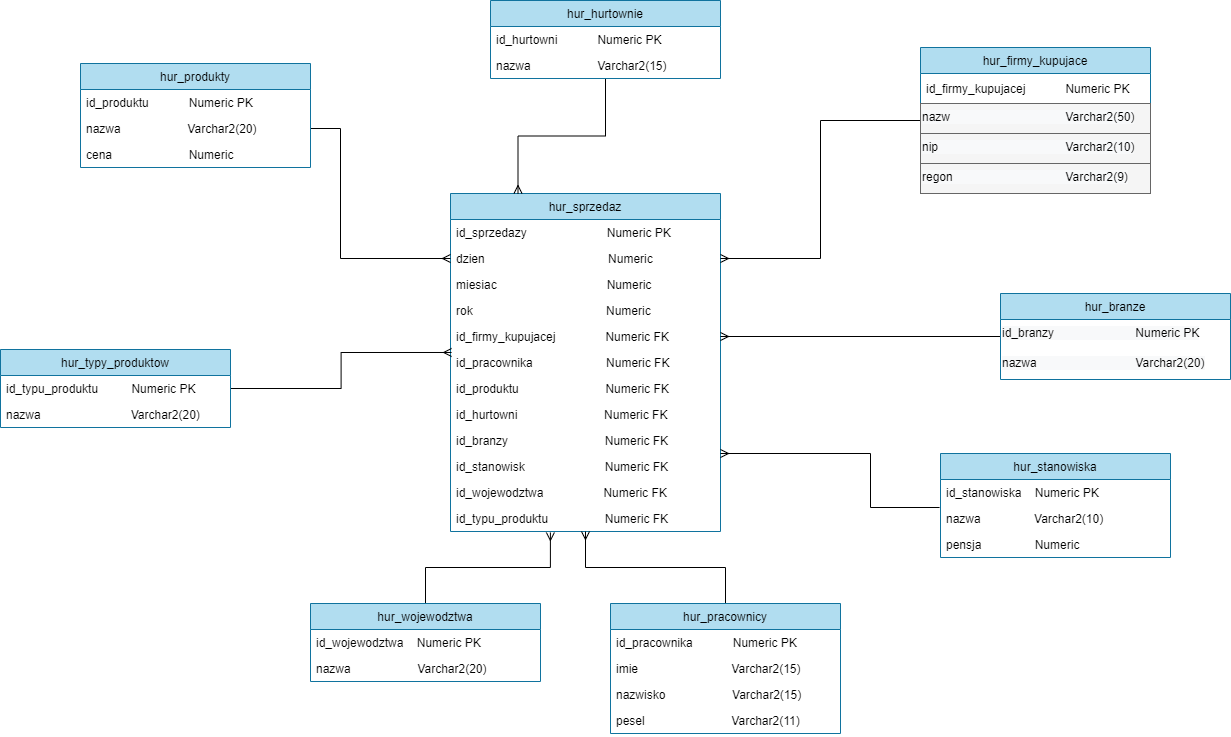 hur_hurtownie
id_hurtowni Numeric PK
nazwa Varchar2(15)
hur_produkty
id_produktu Numeric PK
nazwa Varchar2(20)
cena Numeric
hur_firmy_kupujace
id_firmy_kupujacej Numeric PK
nazw Varchar2(50)
nip Varchar2(10)
regon Varchar2(9)
hur_sprzedaz
id_sprzedazy Numeric PK
dzien Numeric
miesiac Numeric
rok Numeric
id_firmy_kupujacej Numeric FK
id_pracownika Numeric FK
id_produktu Numeric FK
id_hurtowni Numeric FK
id_branzy Numeric FK
id_stanowisk Numeric FK
id_wojewodztwa Numeric FK
id_typu_produktu Numeric FK
hur_branze
id_branzy Numeric PK
nazwa Varchar2(20)
hur_typy_produktow
id_typu_produktu Numeric PK
nazwa Varchar2(20)
hur_stanowiska
id_stanowiska Numeric PK
nazwa Varchar2(10)
pensja Numeric
hur_wojewodztwa
id_wojewodztwa Numeric PK
nazwa Varchar2(20)
hur_pracownicy
id_pracownika Numeric PK
imie Varchar2(15)
nazwisko Varchar2(15)
pesel Varchar2(11)